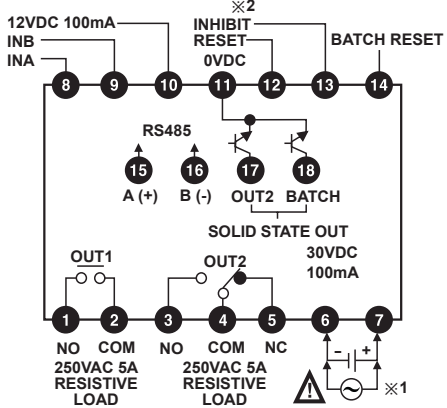 ※2
12VDC 100mA INHIBIT
INB RESET BATCH RESET
INA 0VDC
8 9 10 11 12 13 14
RS485
15 16 17 18
A (+) B (-) OUT2 BATCH
SOLID STATE OUT
30VDC
100mA
OUT1 OUT2
1 2 3 4 5 6 7
NO COM NO COM NC - +
250VAC 5A 250VAC 5A
RESISTIVE RESISTIVE
LOAD LOAD
! ※1